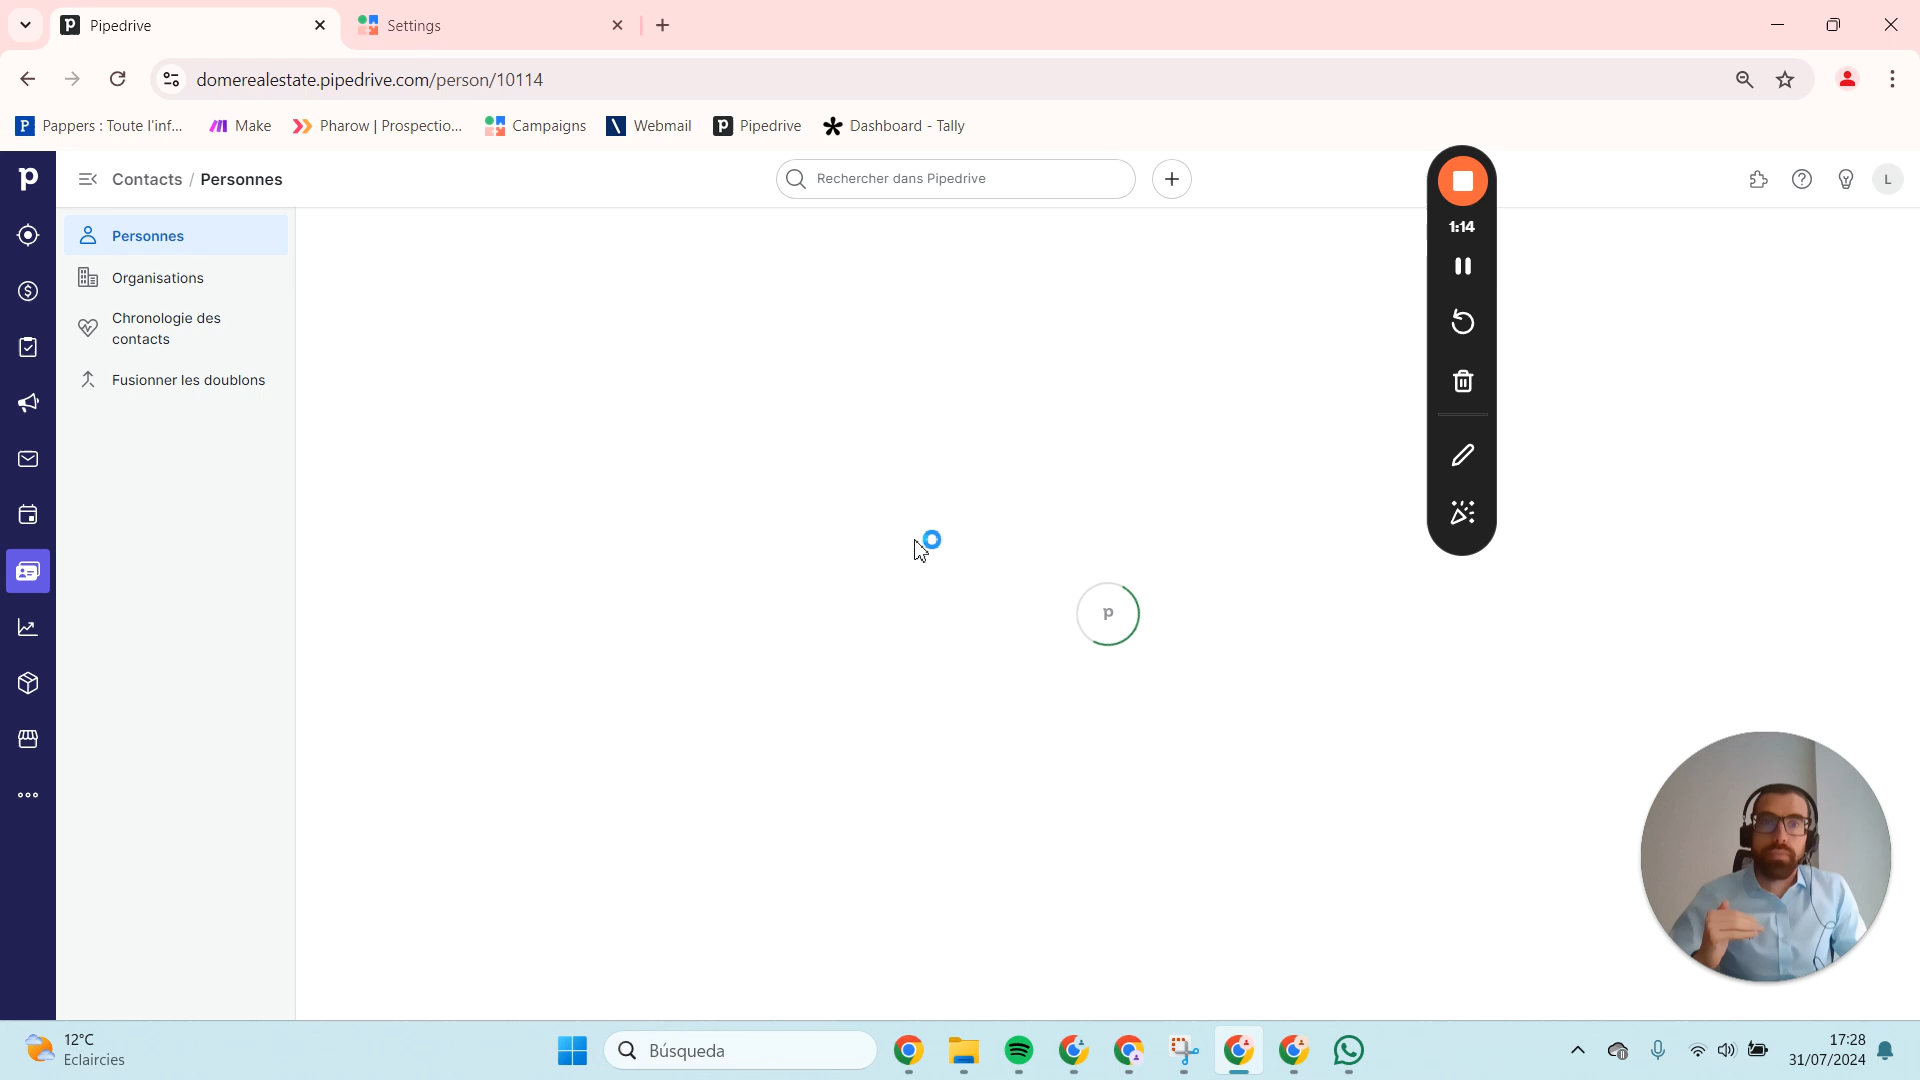 Pipedrive
Settings
domerealestate.pipedrive.com/person/10114
Pappers : Toute l'inf...
Make
Pharow | Prospectio...
Campaigns
Webmail
Pipedrive
Dashboard - Tally
Contacts / Personnes
Rechercher dans Pipedrive
L
1:14
Personnes
Organisations
Chronologie des
contacts
Fusionner les doublons
p
12°C
Eclaircies
Búsqueda
17:28
31/07/2024